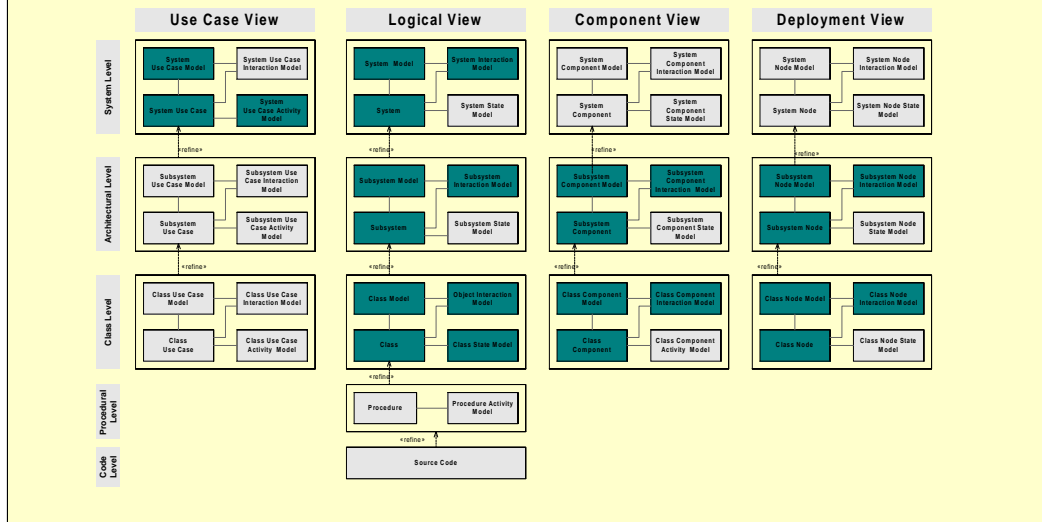 Use Case View
Logical View
Component View
Deployment View
System Level
System
Use Case Model
System Use Case
Interaction Model
System Use Case
System
Use Case Activity
Model
System Model
System Interaction
Model
System
System State
Model
System
Component Model
System
Component
Interaction Model
System
Component
System
Component
State Model
System
Node Model
System Node
Interaction Model
System Node
System Node State
Model
«refine»
«refine»
«refine»
«refine»
Architectural Level
Subsystem
Use Case Model
Subsystem Use
Case Interaction
Model
Subsystem
Use Case
Subsystem Use
Case Activity
Model
Subsystem Model
Subsystem
Interaction Model
Subsystem
Subsystem State
Model
Subsystem
Component Model
Subsystem
Component
Interaction Model
Subsystem
Component
Subsystem
Component State
Model
Subsystem
Node Model
Subsystem Node
Interaction Model
Subsystem Node
Subsystem Node
State Model
«refine»
«refine»
«refine»
«refine»
Class Level
Class Use Case
Model
Class Use Case
Interaction Model
Class
Use Case
Class Use Case
Activity Model
Class Model
Object Interaction
Model
Class
Class State Model
Class Component
Model
Class Component
Interaction Model
Class
Component
Class Component
Activity Model
Class Node Model
Class Node
Interaction Model
Class Node
Class Node State
Model
«refine»
Procedural
Level
Procedure
Procedure Activity
Model
«refine»
Code
Level
Source Code